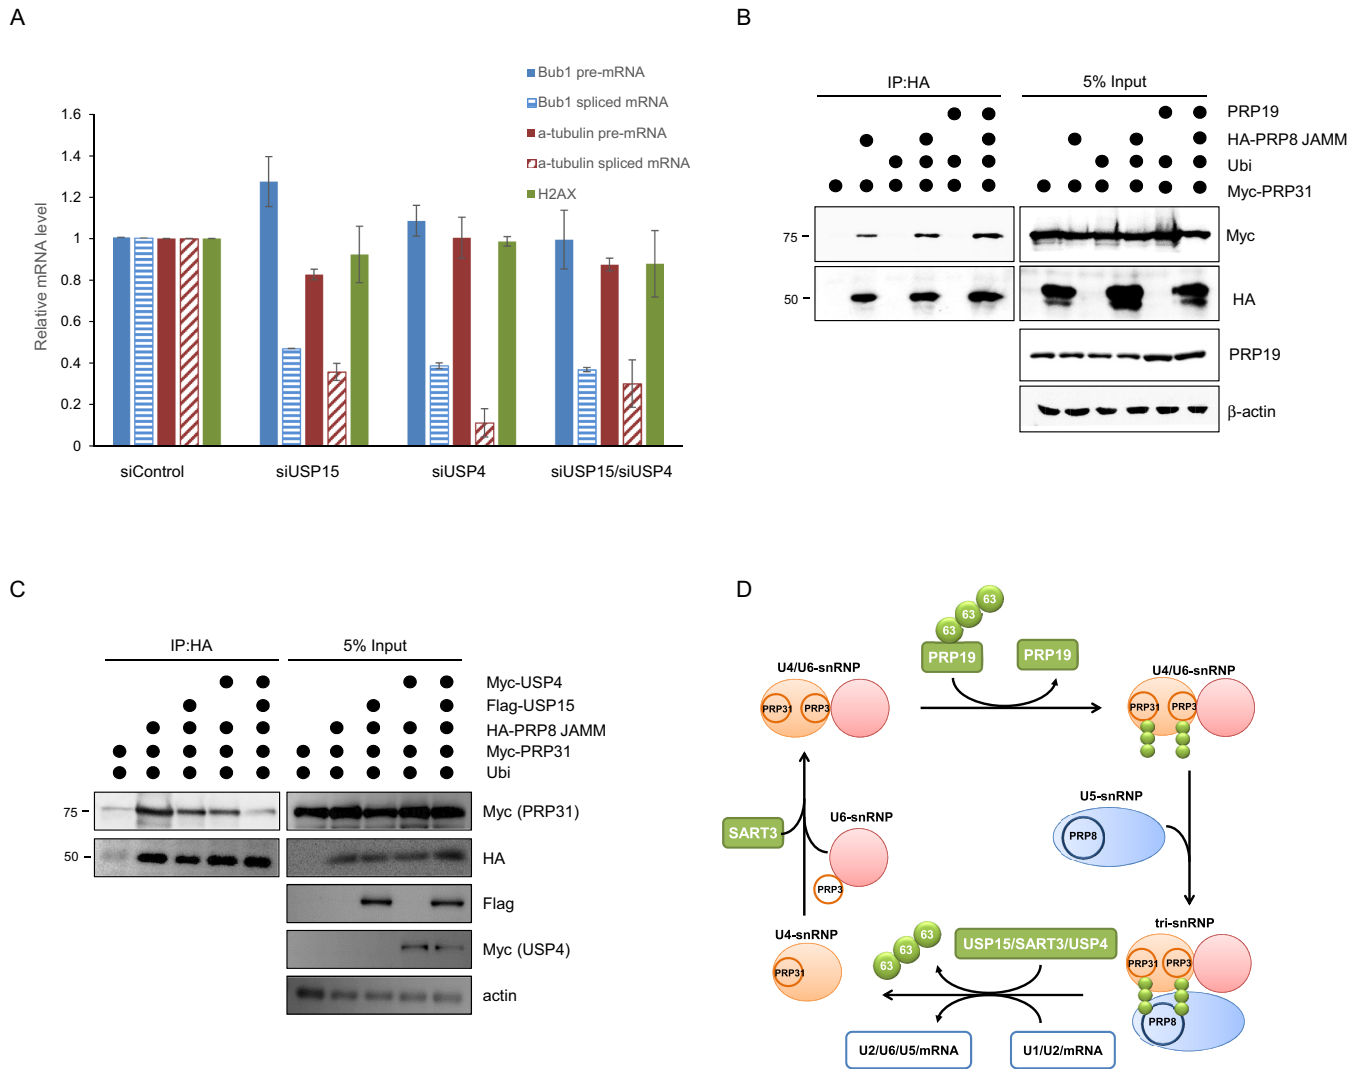 A
Bub1 pre-mRNA
Bub1 spliced mRNA
a-tubulin pre-mRNA
a-tubulin spliced mRNA
H2AX
Relative mRNA level
1.6
1.4
1.2
1
0.8
0.6
0.4
0.2
0
siControl
siUSP15
siUSP4
siUSP15/siUSP4
B
IP:HA
5% Input
PRP19
HA-PRP8 JAMM
Ubi
Myc-PRP31
75
Myc
50
HA
PRP19
β-actin
C
IP:HA
5% Input
Myc-USP4
Flag-USP15
HA-PRP8 JAMM
Myc-PRP31
Ubi
75
Myc (PRP31)
50
HA
Flag
Myc (USP4)
actin
D
63
63
63
PRP19
PRP19
U4/U6-snRNP
PRP31
PRP3
U4/U6-snRNP
PRP31
PRP3
U5-snRNP
PRP8
SART3
U6-snRNP
PRP3
U4-snRNP
PRP31
63
63
63
USP15/SART3/USP4
tri-snRNP
PRP31
PRP3
PRP8
U2/U6/U5/mRNA
U1/U2/mRNA